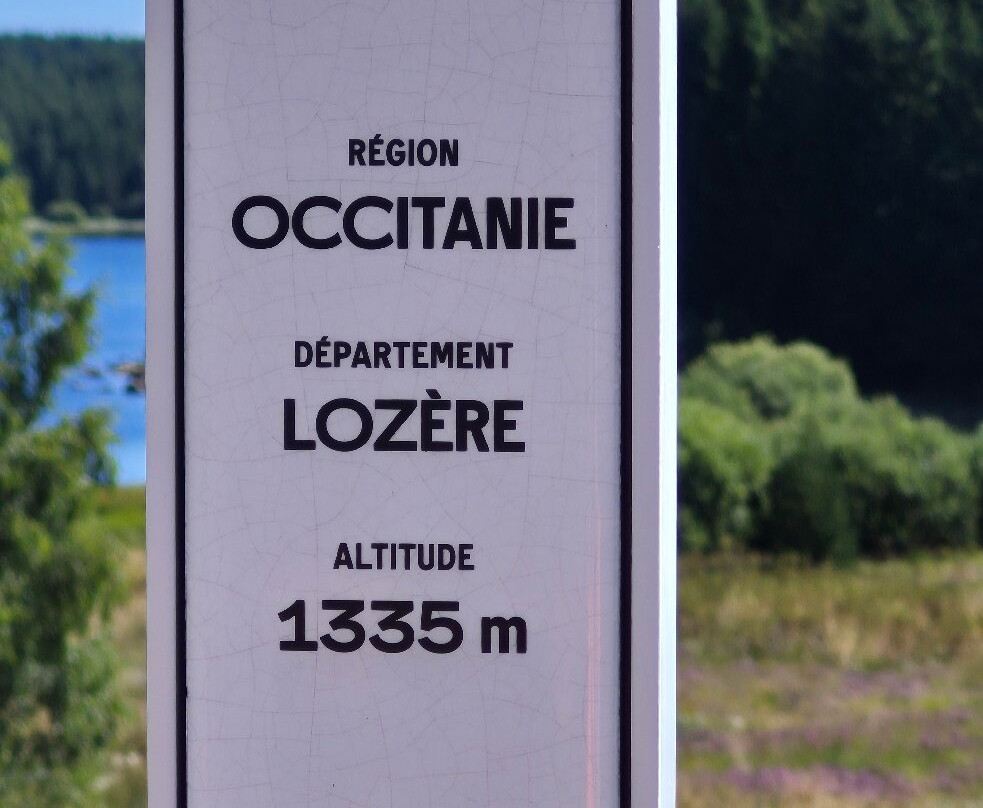 RÉGION
OCCITANIE
DÉPARTEMENT
LOZÈRE
ALTITUDE
1335 m